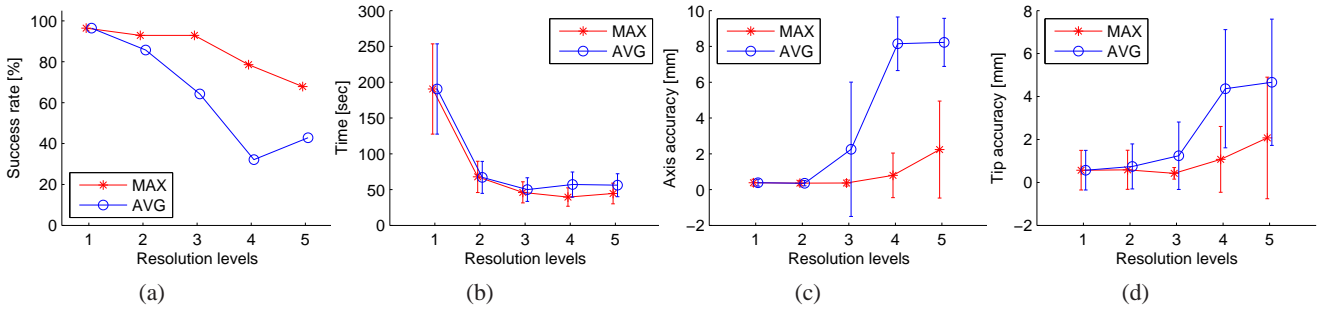 100
80
60
40
20
0
Success rate [%]
MAX
AVG
1 2 3 4 5
Resolution levels
(a)
300
250
200
150
100
50
0
Time [sec]
MAX
AVG
1 2 3 4 5
Resolution levels
(b)
10
8
6
4
2
0
−2
Axis accuracy [mm]
MAX
AVG
1 2 3 4 5
Resolution levels
(c)
8
6
4
2
0
−2
Tip accuracy [mm]
MAX
AVG
1 2 3 4 5
Resolution levels
(d)